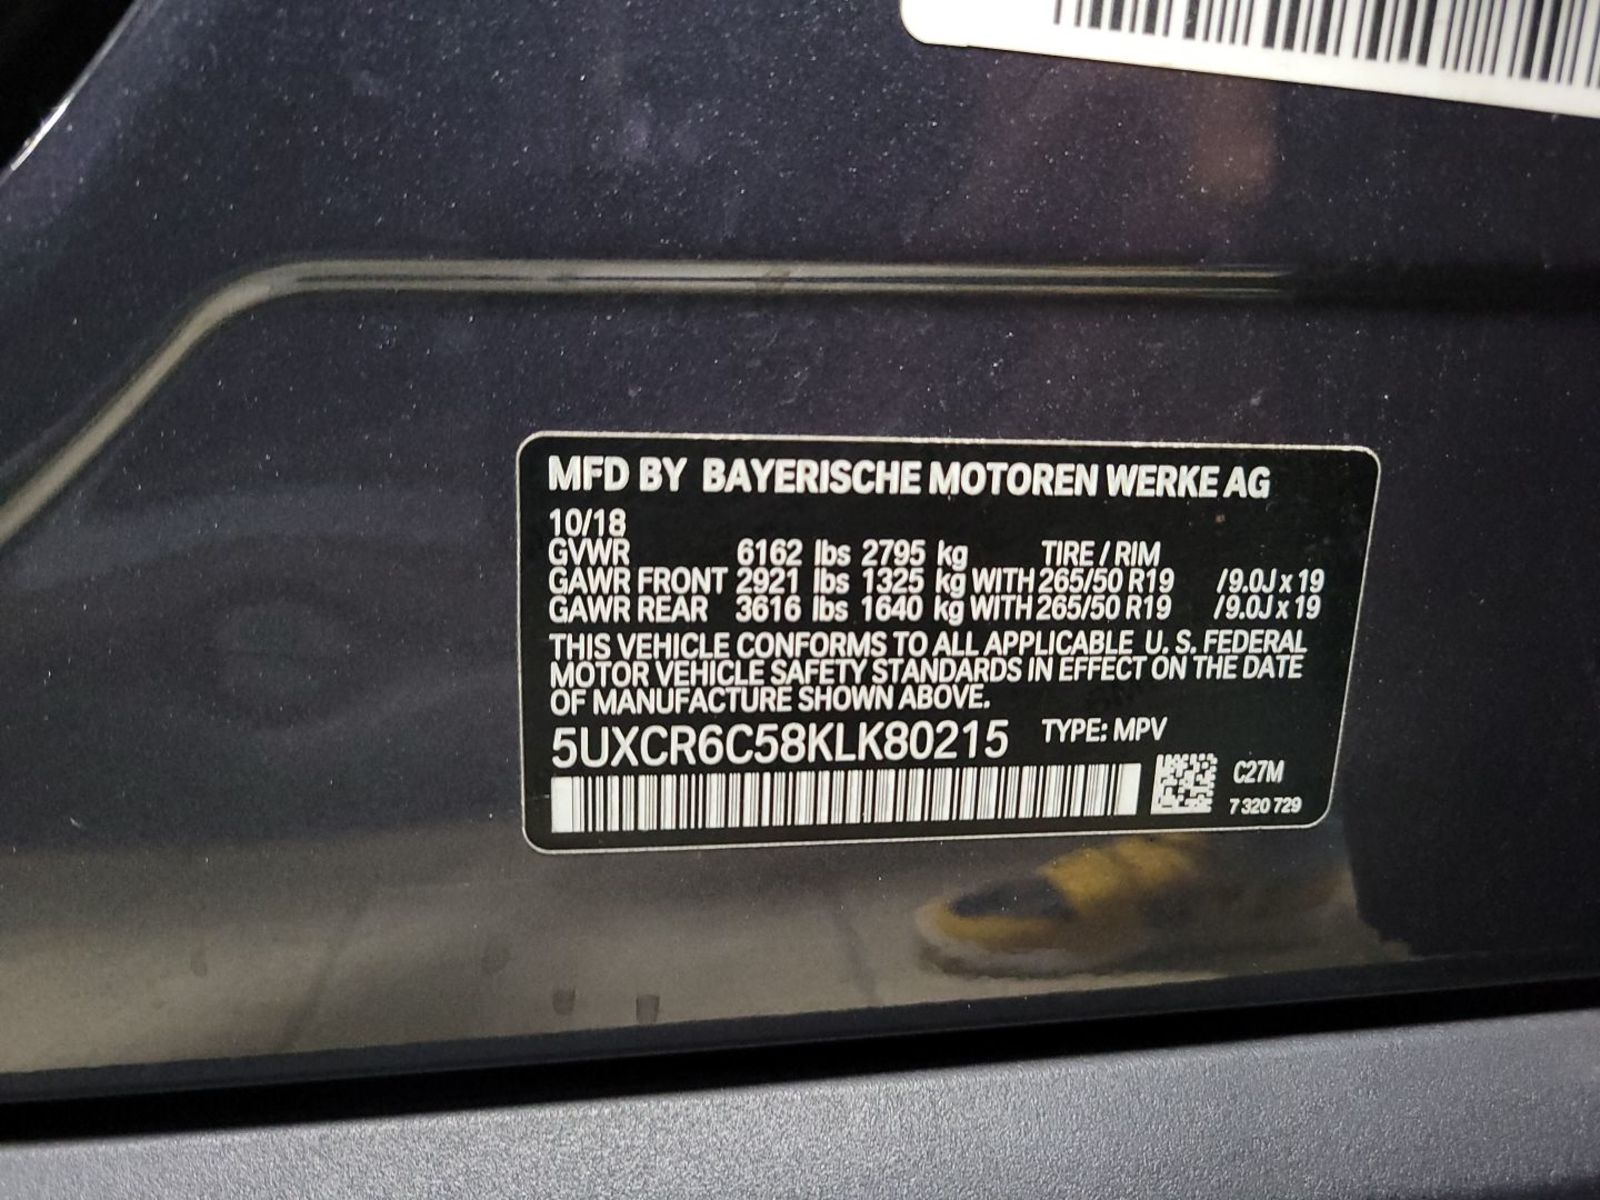 MFD BY BAYERISCHE MOTOREN WERKE AG
10/18
GVWR 6162 lbs 2795 kg TIRE / RIM
GAWR FRONT 2921 lbs 1325 kg WITH 265/50 R19 /9.0J x 19
GAWR REAR 3616 lbs 1640 kg WITH 265/50 R19 /9.0J x 19
THIS VEHICLE CONFORMS TO ALL APPLICABLE U. S. FEDERAL
MOTOR VEHICLE SAFETY STANDARDS IN EFFECT ON THE DATE
OF MANUFACTURE SHOWN ABOVE.
5UXCR6C58KLK80215 TYPE: MPV
C27M
7 320 729